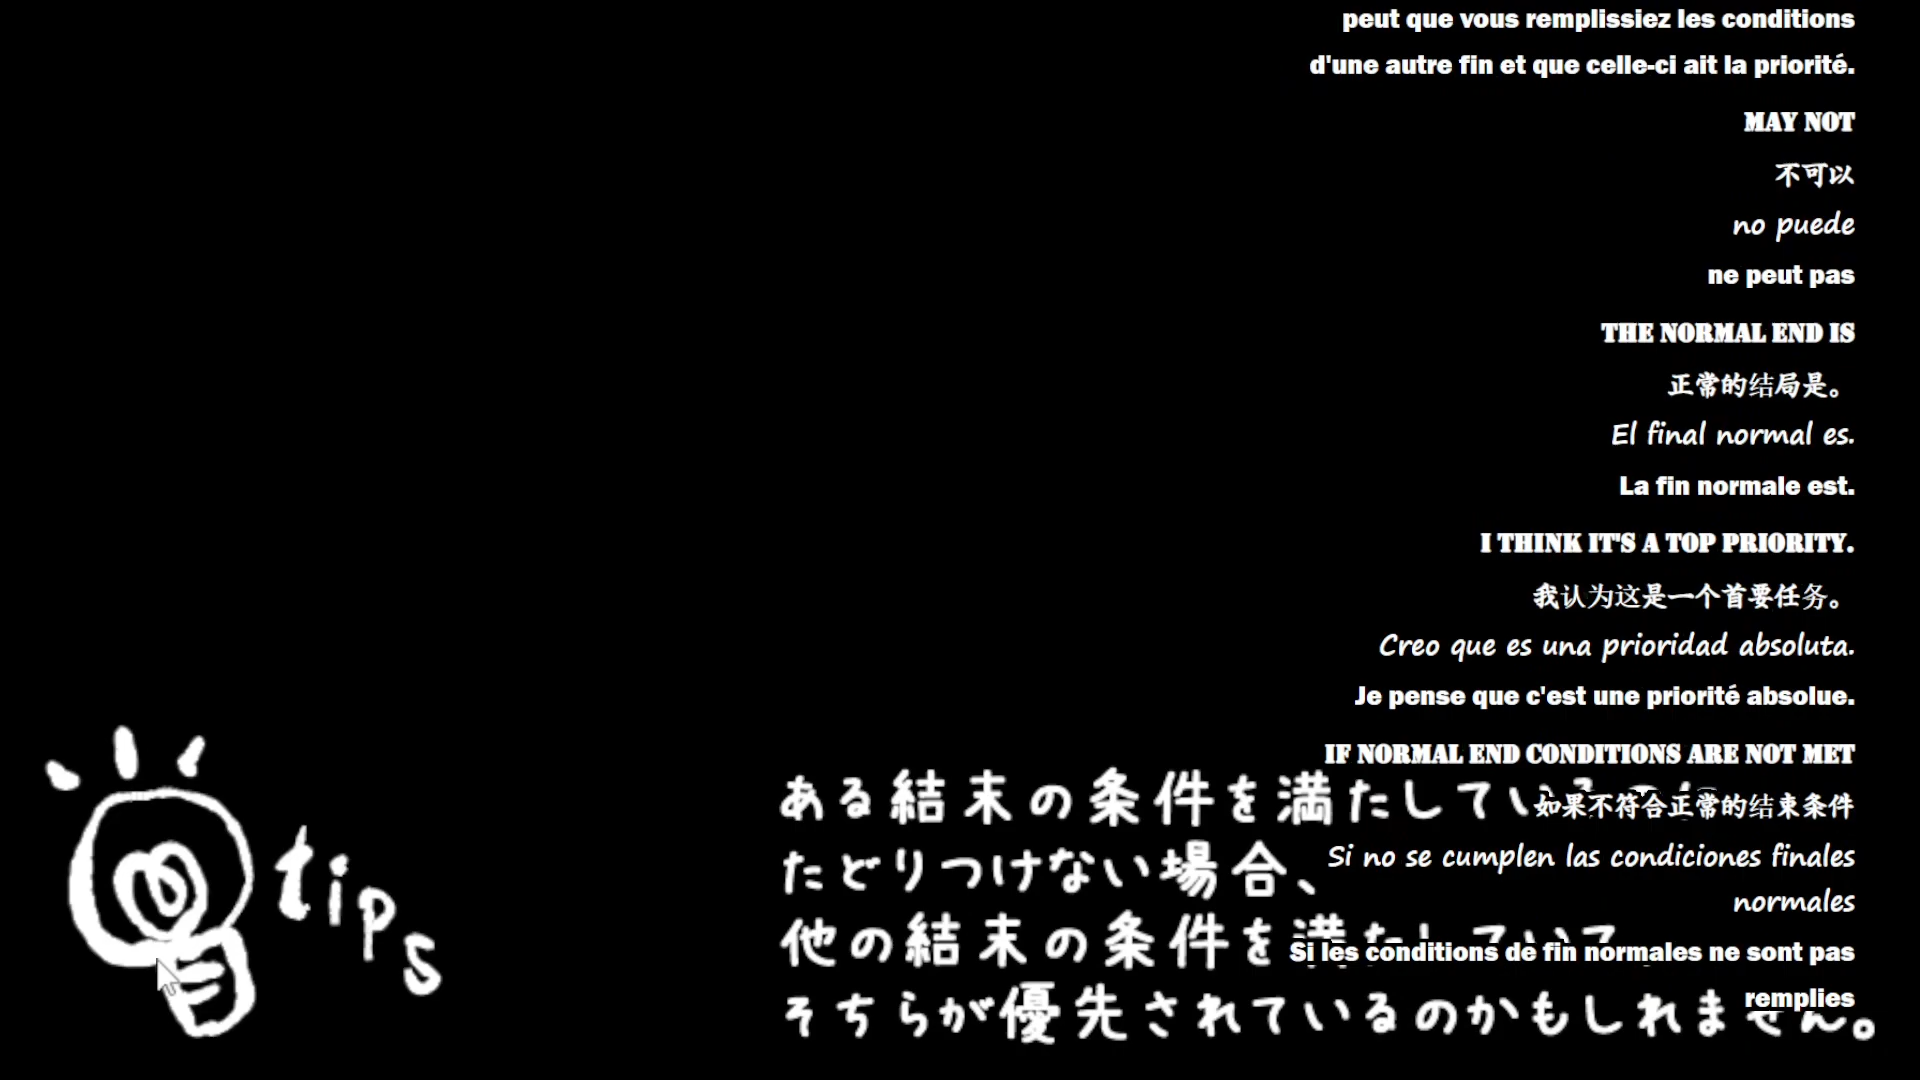 peut que vous remplissiez les conditions
d'une autre fin et que celle-ci ait la priorité.
MAY NOT
不可以
no puede
ne peut pas
THE NORMAL END IS
正常的结局是。
El final normal es.
La fin normale est.
I THINK IT'S A TOP PRIORITY.
我认为这是一个首要任务。
Creo que es una prioridad absoluta.
Je pense que c'est une priorité absolue.
IF NORMAL END CONDITIONS ARE NOT MET
如果不符合正常的结束条件
Si no se cumplen las condiciones finales
normales
Si les conditions de fin normales ne sont pas
remplies
tips
ある結末の条件を満たしてい
たどりつけない場合、
他の結末の条件を満たしていて
そちらが優先されているのかもしれません。